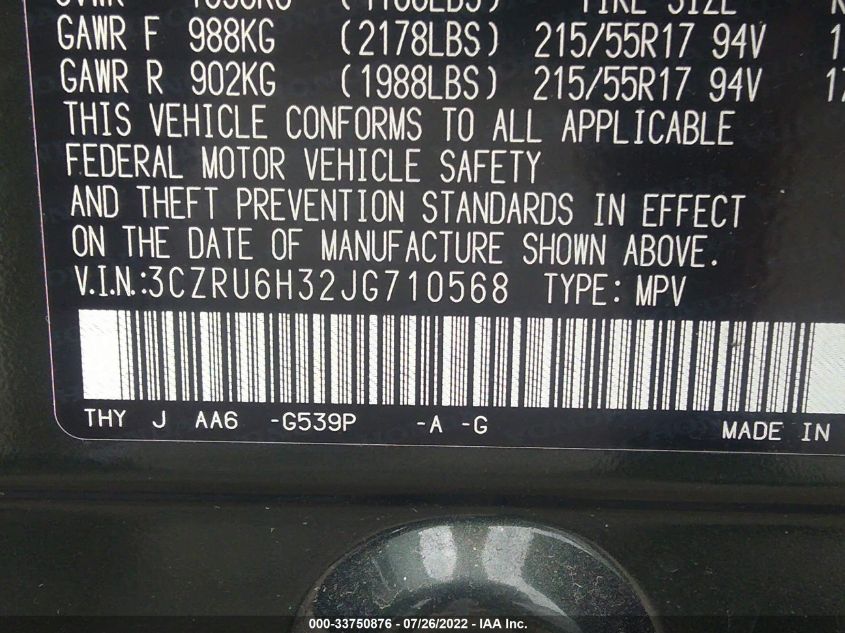 GAWR F 988KG (2178LBS) 215/55R17 94V
GAWR R 902KG (1988LBS) 215/55R17 94V
THIS VEHICLE CONFORMS TO ALL APPLICABLE
FEDERAL MOTOR VEHICLE SAFETY
AND THEFT PREVENTION STANDARDS IN EFFECT
ON THE DATE OF MANUFACTURE SHOWN ABOVE.
V.I.N.:3CZRU6H32JG710568 TYPE: MPV
THY J AA6 -G539P -A -G
MADE IN
000-33750876 - 07/26/2022 - IAA Inc.